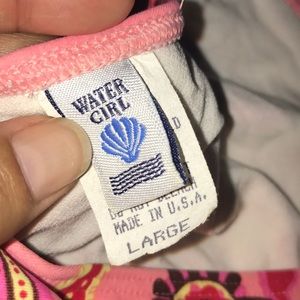 WATER
GIRL
D
DO NOT BLEACH
MADE IN U.S.A.
LARGE